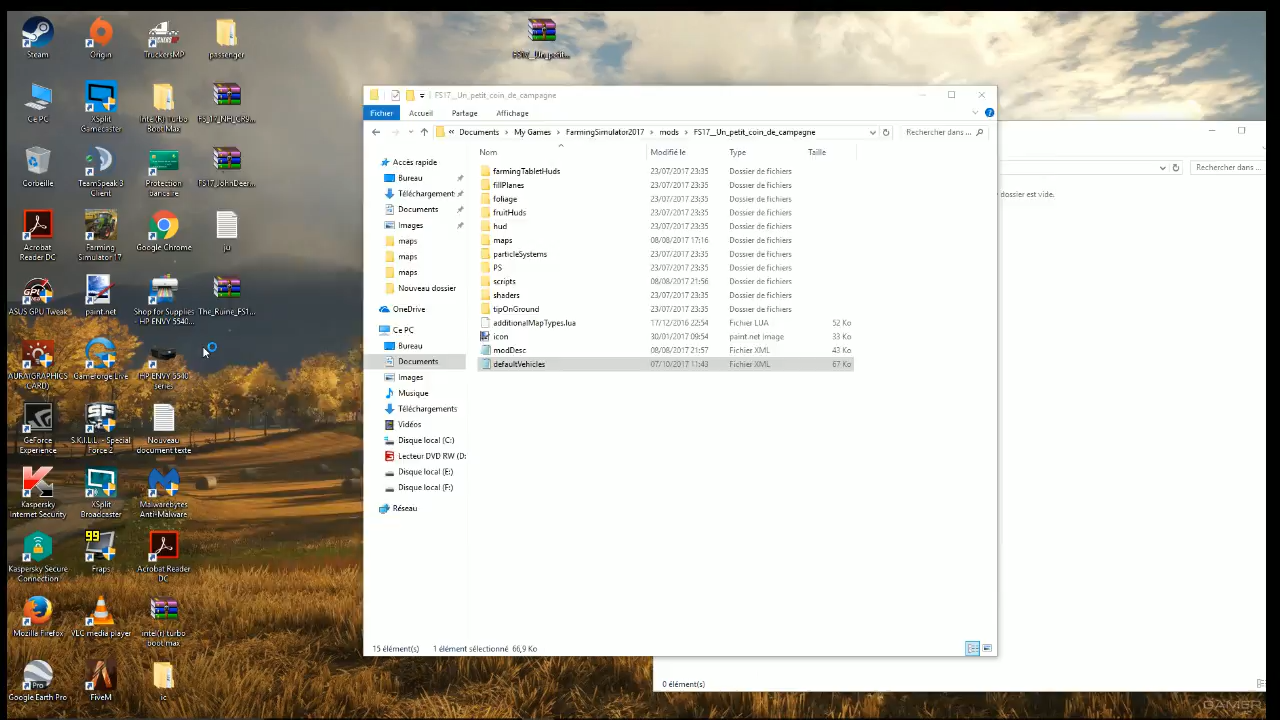 Steam
Origin
TruckersMP
passenger
FS17__Un_petit...
Ce PC
XSplit Gamecaster
Intel(R) Turbo Boost Max
FS_17_NH_CR9...
Corbeille
TeamSpeak 3 Client
Protection bancaire
FS17_JohnDeer...
Acrobat Reader DC
Farming Simulator 17
Google Chrome
ju
ASUS GPU Tweak
paint.net
Shop for Supplies - HP ENVY 5540...
The_Ruine_FS1...
AURA(GRAPHICS CARD)
Gameforge Live
HP ENVY 5540 series
GeForce Experience
S.K.I.L.L. - Special Force 2
Nouveau document texte
Kaspersky Internet Security
XSplit Broadcaster
Malwarebytes Anti-Malware
Kaspersky Secure Connection
99
Fraps
Acrobat Reader DC
Mozilla Firefox
VLC media player
intel(r) turbo boost max
Google Earth Pro
FiveM
ic
FS17__Un_petit_coin_de_campagne
Fichier Accueil Partage Affichage
« Documents > My Games > FarmingSimulator2017 > mods > FS17__Un_petit_coin_de_campagne
Rechercher dans ...
Accès rapide
Bureau
Téléchargement
Documents
Images
maps
maps
maps
Nouveau dossier
OneDrive
Ce PC
Bureau
Documents
Images
Musique
Téléchargements
Vidéos
Disque local (C:)
Lecteur DVD RW (D:
Disque local (E:)
Disque local (F:)
Réseau
Nom Modifié le Type Taille
farmingTabletHuds 23/07/2017 23:35 Dossier de fichiers
fillPlanes 23/07/2017 23:35 Dossier de fichiers
foliage 23/07/2017 23:35 Dossier de fichiers
fruitHuds 23/07/2017 23:35 Dossier de fichiers
hud 23/07/2017 23:35 Dossier de fichiers
maps 08/08/2017 17:16 Dossier de fichiers
particleSystems 23/07/2017 23:35 Dossier de fichiers
PS 23/07/2017 23:35 Dossier de fichiers
scripts 08/08/2017 21:56 Dossier de fichiers
shaders 23/07/2017 23:35 Dossier de fichiers
tipOnGround 23/07/2017 23:35 Dossier de fichiers
additionalMapTypes.lua 17/12/2016 22:54 Fichier LUA 52 Ko
icon 30/01/2017 09:54 paint.net image 33 Ko
modDesc 08/08/2017 21:57 Fichier XML 43 Ko
defaultVehicles 07/10/2017 11:43 Fichier XML 67 Ko
15 élément(s) 1 élément sélectionné 66,9 Ko
Rechercher dans ...
dossier est vide.
0 élément(s)
GAMER